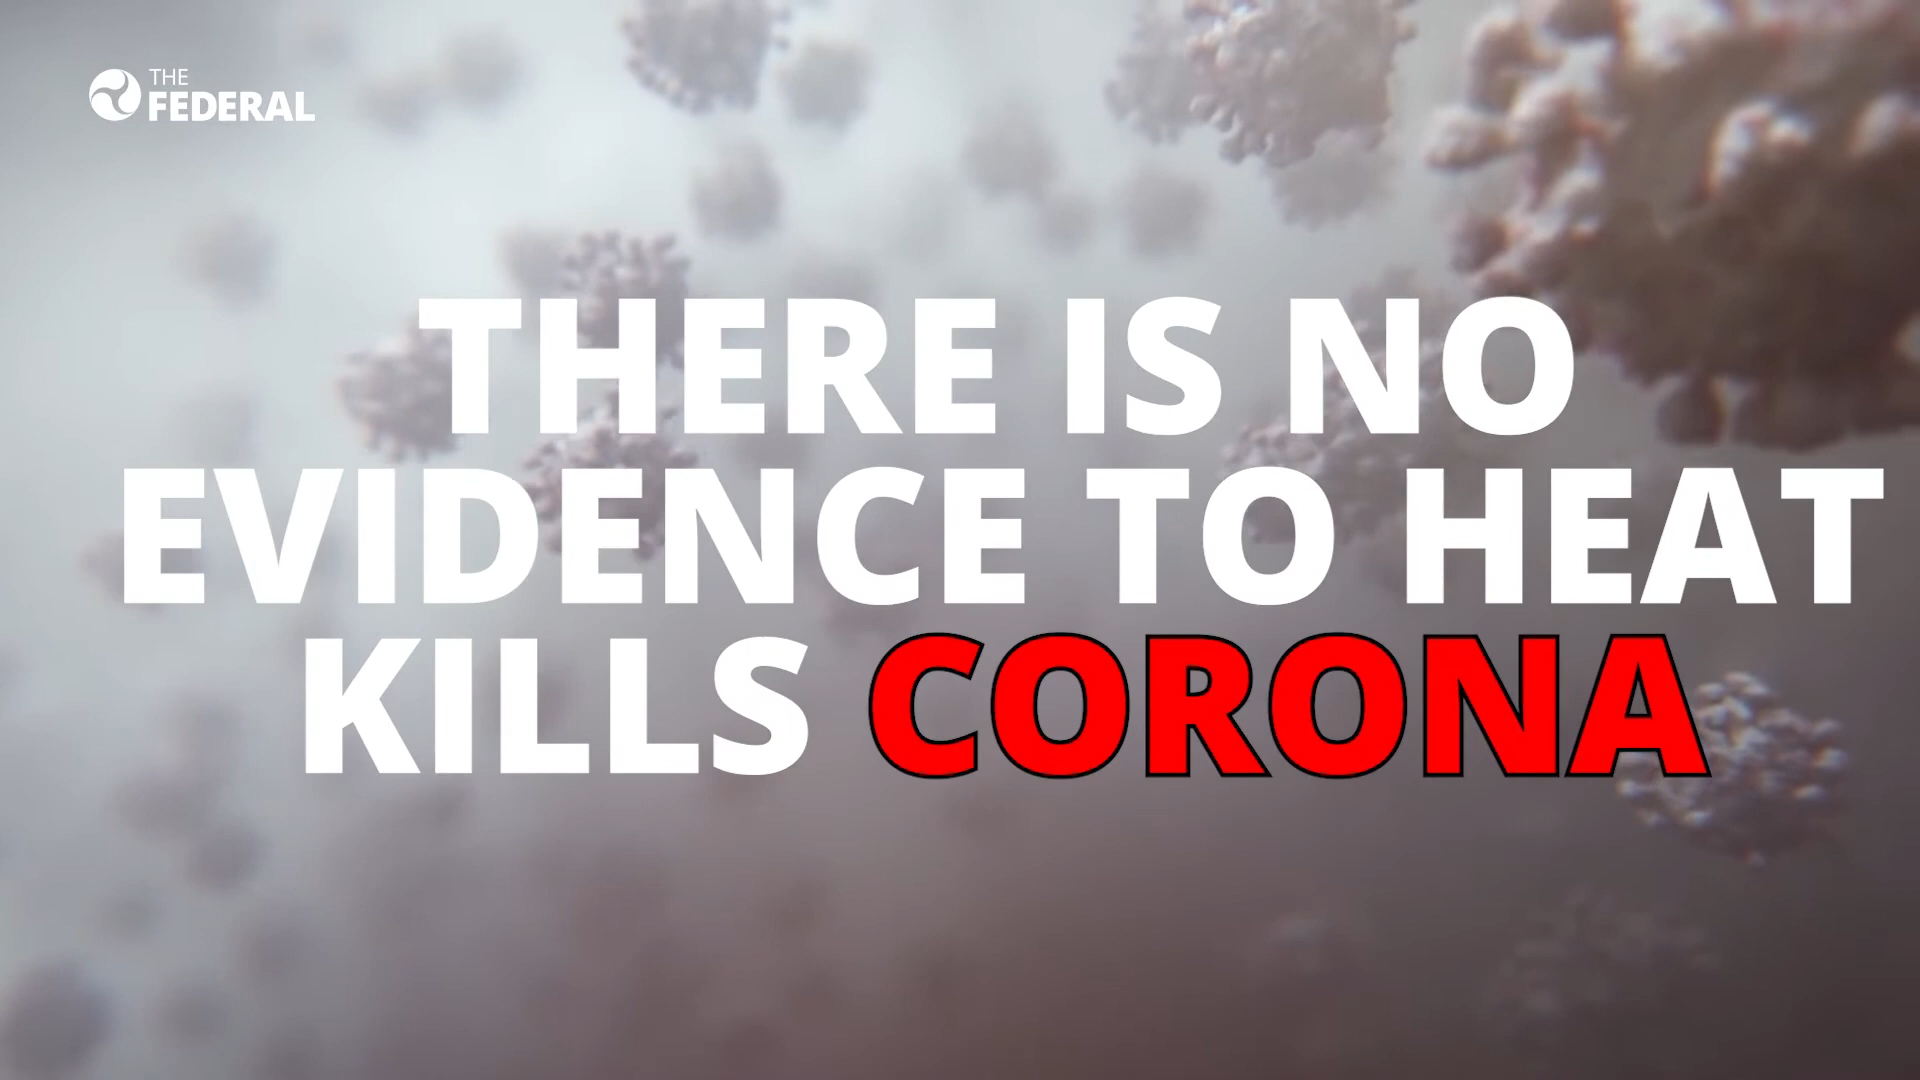 THE
FEDERAL
THERE IS NO
EVIDENCE TO HEAT
KILLS CORONA